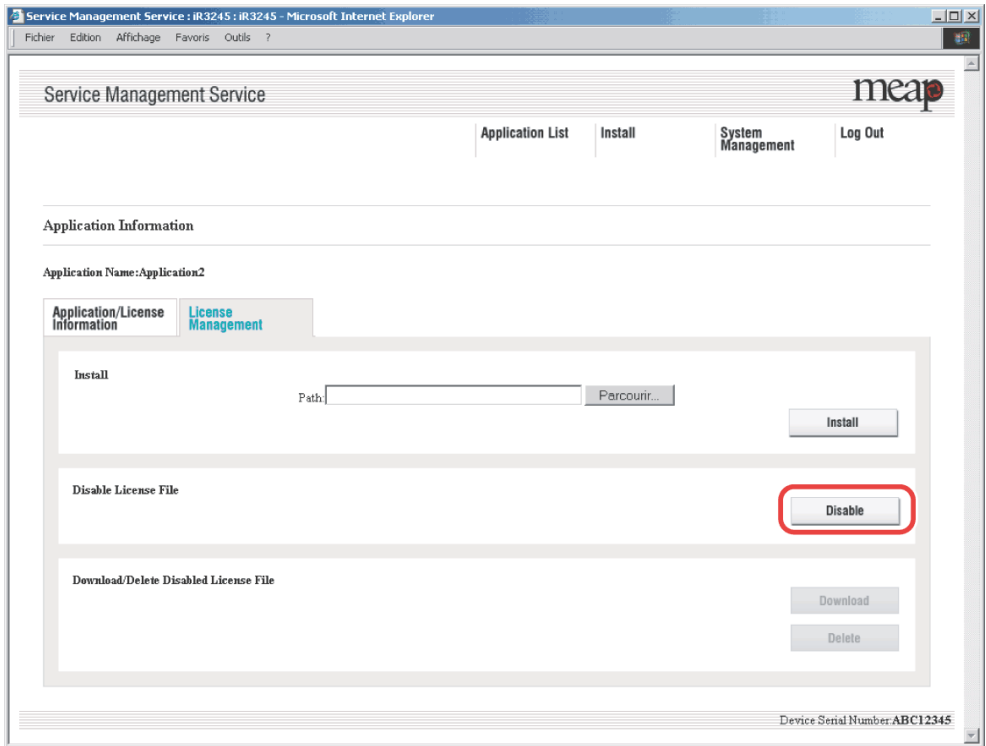 Service Management Service : iR3245 : iR3245 - Microsoft Internet Explorer
Fichier Edition Affichage Favoris Outils ?
Service Management Service
meap
Application List Install System Management Log Out
Application Information
Application Name:Application2
Application/License Information
License Management
Install
Path:
Parcourir...
Install
Disable License File
Disable
Download/Delete Disabled License File
Download
Delete
Device Serial Number:ABC12345